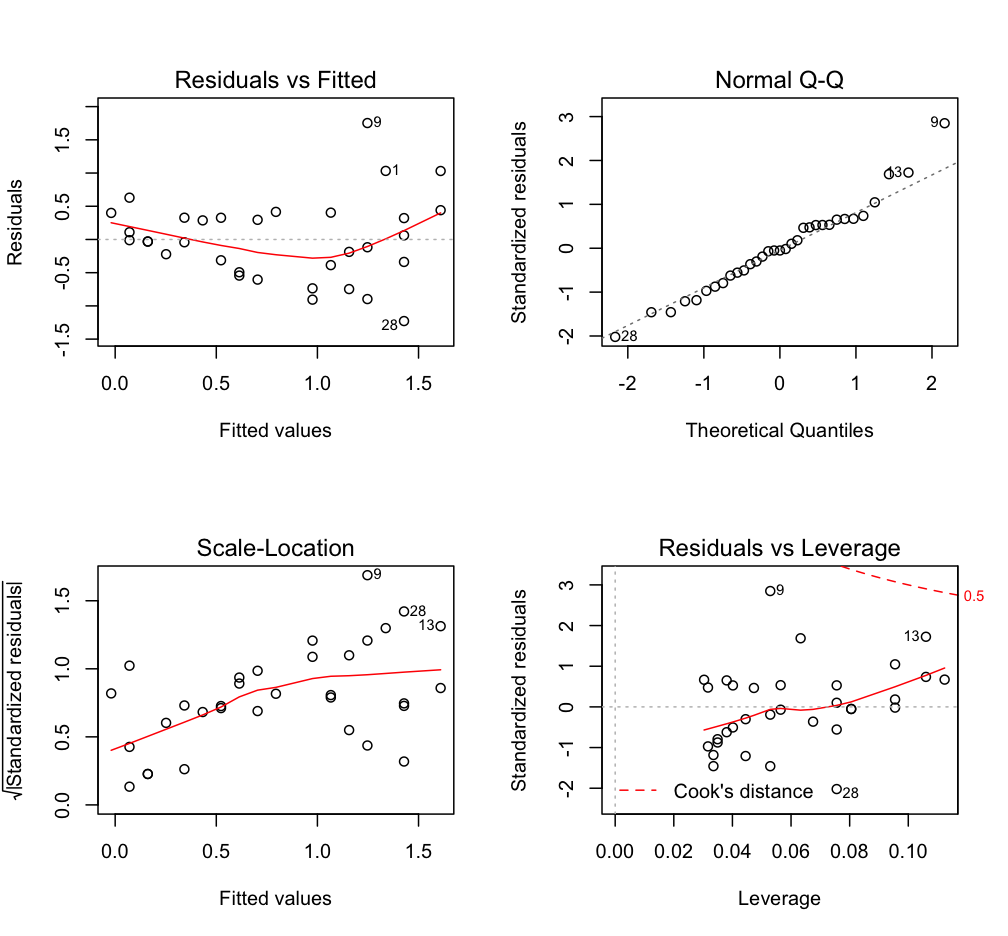 Residuals vs Fitted
Residuals
-1.5 -0.5 0.5 1.5
9
1
28
0.0 0.5 1.0 1.5
Fitted values
Normal Q-Q
Standardized residuals
-2 -1 0 1 2 3
9
13
28
-2 -1 0 1 2
Theoretical Quantiles
Scale-Location
√|Standardized residuals|
0.0 0.5 1.0 1.5
9
28
13
0.0 0.5 1.0 1.5
Fitted values
Residuals vs Leverage
Standardized residuals
-2 -1 0 1 2 3
9
0.5
13
28
Cook's distance
0.00 0.02 0.04 0.06 0.08 0.10
Leverage